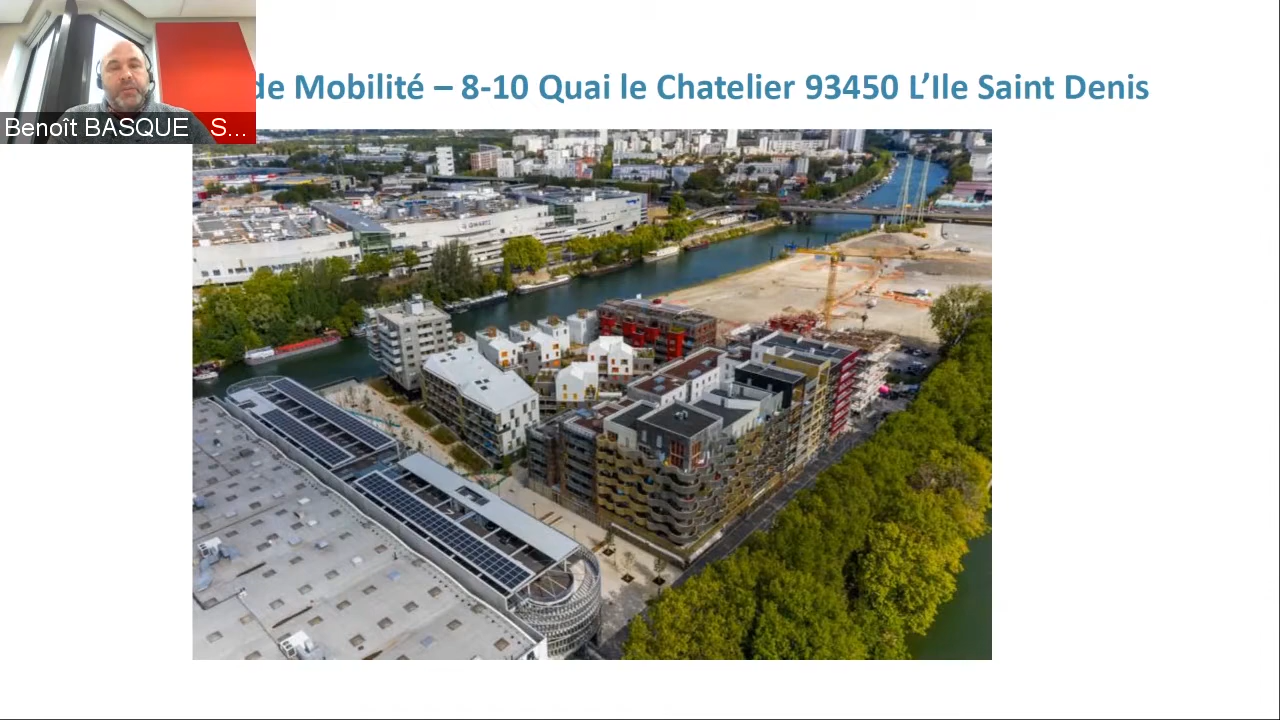 de Mobilité – 8-10 Quai le Chatelier 93450 L’Ile Saint Denis
Benoît BASQUE S...